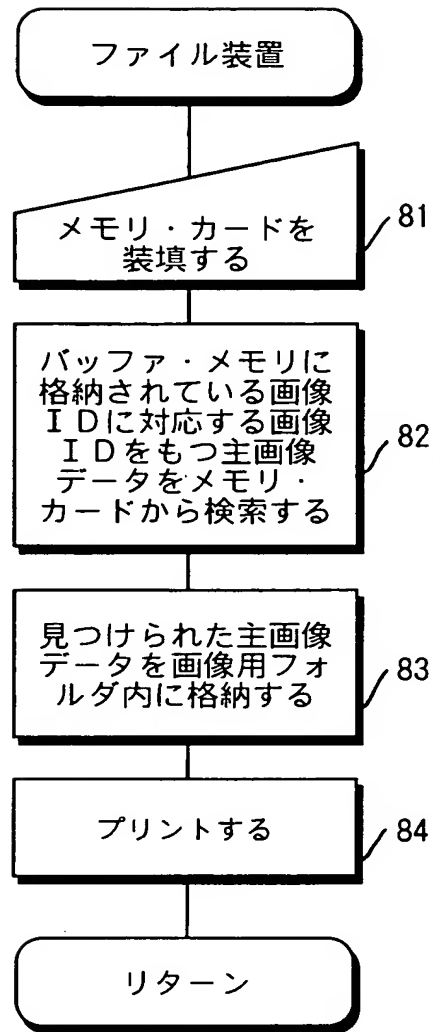 ファイル装置
メモリ・カードを
装填する
81
バッファ・メモリに
格納されている画像
ＩＤに対応する画像
ＩＤをもつ主画像
データをメモリ・
カードから検索する
82
見つけられた主画像
データを画像用フォ
ルダ内に格納する
83
プリントする
84
リターン